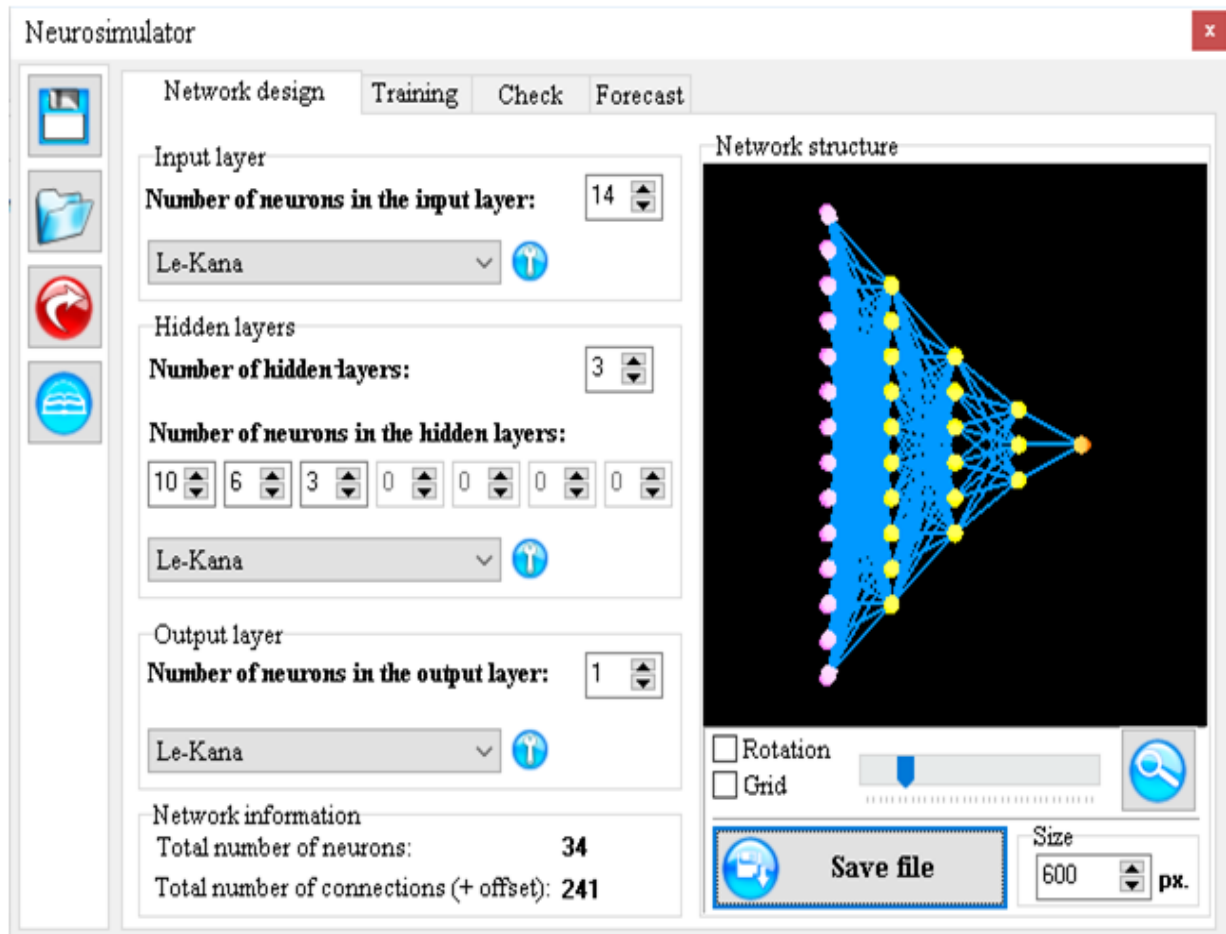 Neurosimulator
x
Network design
Training
Check
Forecast
Input layer
Number of neurons in the input layer:
14
Le-Kana
Hidden layers
Number of hidden layers:
3
Number of neurons in the hidden layers:
10 6 3 0 0 0 0
Le-Kana
Output layer
Number of neurons in the output layer:
1
Le-Kana
Network information
Total number of neurons: 34
Total number of connections (+ offset): 241
Network structure
Rotation
Grid
Save file
Size
600 px.